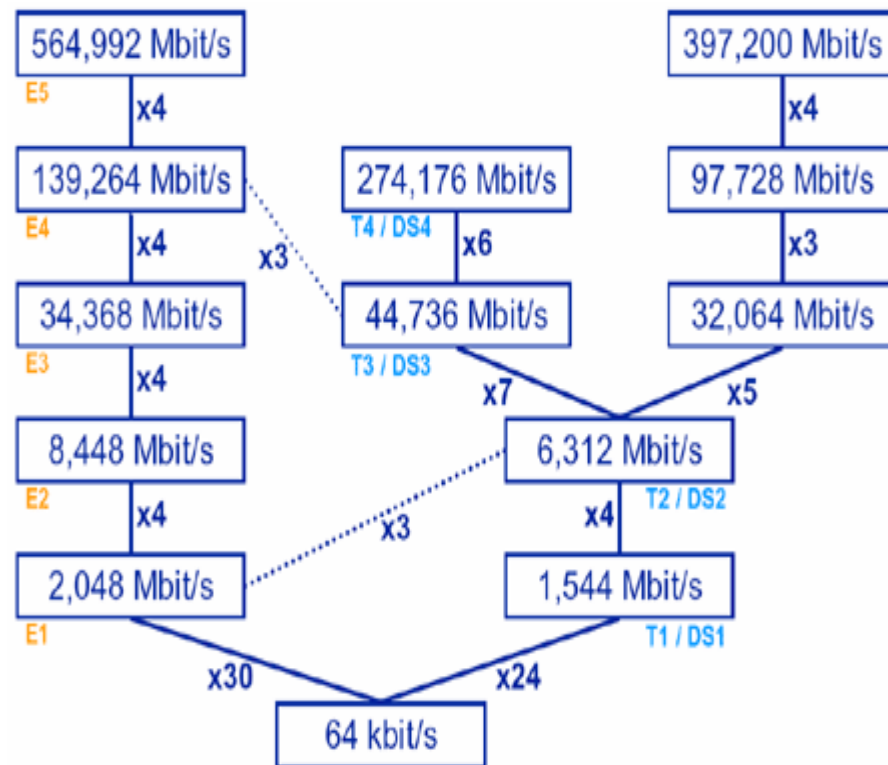 564,992 Mbit/s
397,200 Mbit/s
E5
x4
x4
139,264 Mbit/s
274,176 Mbit/s
97,728 Mbit/s
E4
T4 / DS4
x4
x3
x6
x3
34,368 Mbit/s
44,736 Mbit/s
32,064 Mbit/s
E3
T3 / DS3
x4
x7
x5
8,448 Mbit/s
6,312 Mbit/s
E2
T2 / DS2
x4
x3
x4
2,048 Mbit/s
1,544 Mbit/s
E1
T1 / DS1
x30
x24
64 kbit/s